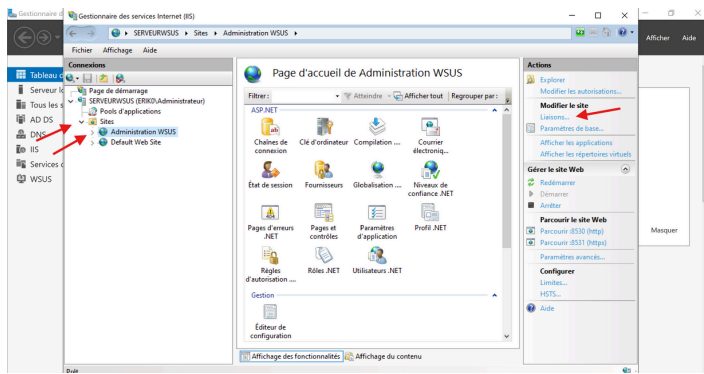 Gestionnaire d
Gestionnaire des services Internet (IIS)
SERVEURWSUS
Sites
Administration WSUS
Afficher
Aide
Fichier
Affichage
Aide
Tableau d
Serveur lo
Tous les s
AD DS
DNS
IIS
Services d
WSUS
Connexions
Page de démarrage
SERVEURWSUS (ERIK0\Administrateur)
Pools d'applications
Sites
Administration WSUS
Default Web Site
Page d'accueil de Administration WSUS
Filtrer:
Atteindre
Afficher tout
Regrouper par:
ASP.NET
Chaînes de connexion
Clé d'ordinateur
Compilation ....
Courrier électroniq...
État de session
Fournisseurs
Globalisation ....
Niveaux de confiance .NET
Pages d'erreurs .NET
Pages et contrôles
Paramètres d'application
Profil .NET
Règles d'autorisation ....
Rôles .NET
Utilisateurs .NET
Gestion
Éditeur de configuration
Affichage des fonctionnalités
Affichage du contenu
Actions
Explorer
Modifier les autorisations...
Modifier le site
Liaisons...
Paramètres de base...
Afficher les applications
Afficher les répertoires virtuels
Gérer le site Web
Redémarrer
Démarrer
Arrêter
Parcourir le site Web
Parcourir :8530 (http)
Parcourir :8531 (https)
Paramètres avancés...
Configurer
Limites...
HSTS...
Aide
Masquer
Prêt